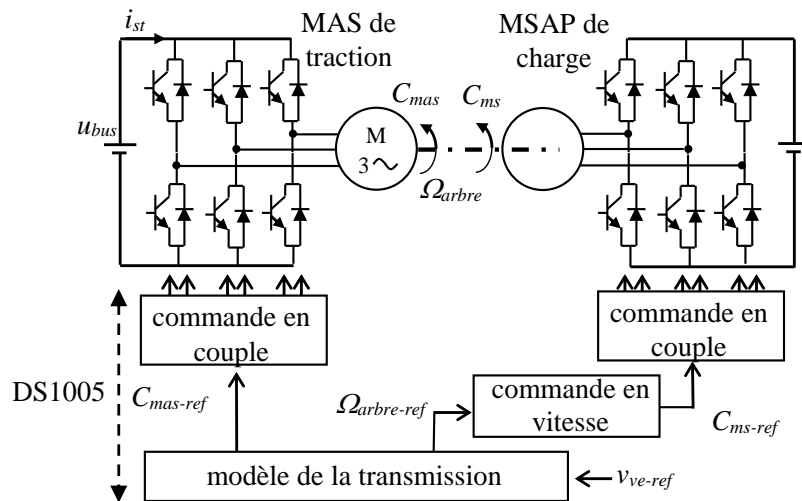 i_st
MAS de
traction
MSAP de
charge
C_mas
C_ms
u_bus
M
3
Ω_arbre
commande en
couple
commande en
couple
DS1005
C_mas-ref
Ω_arbre-ref
commande en
vitesse
C_ms-ref
modèle de la transmission
v_ve-ref